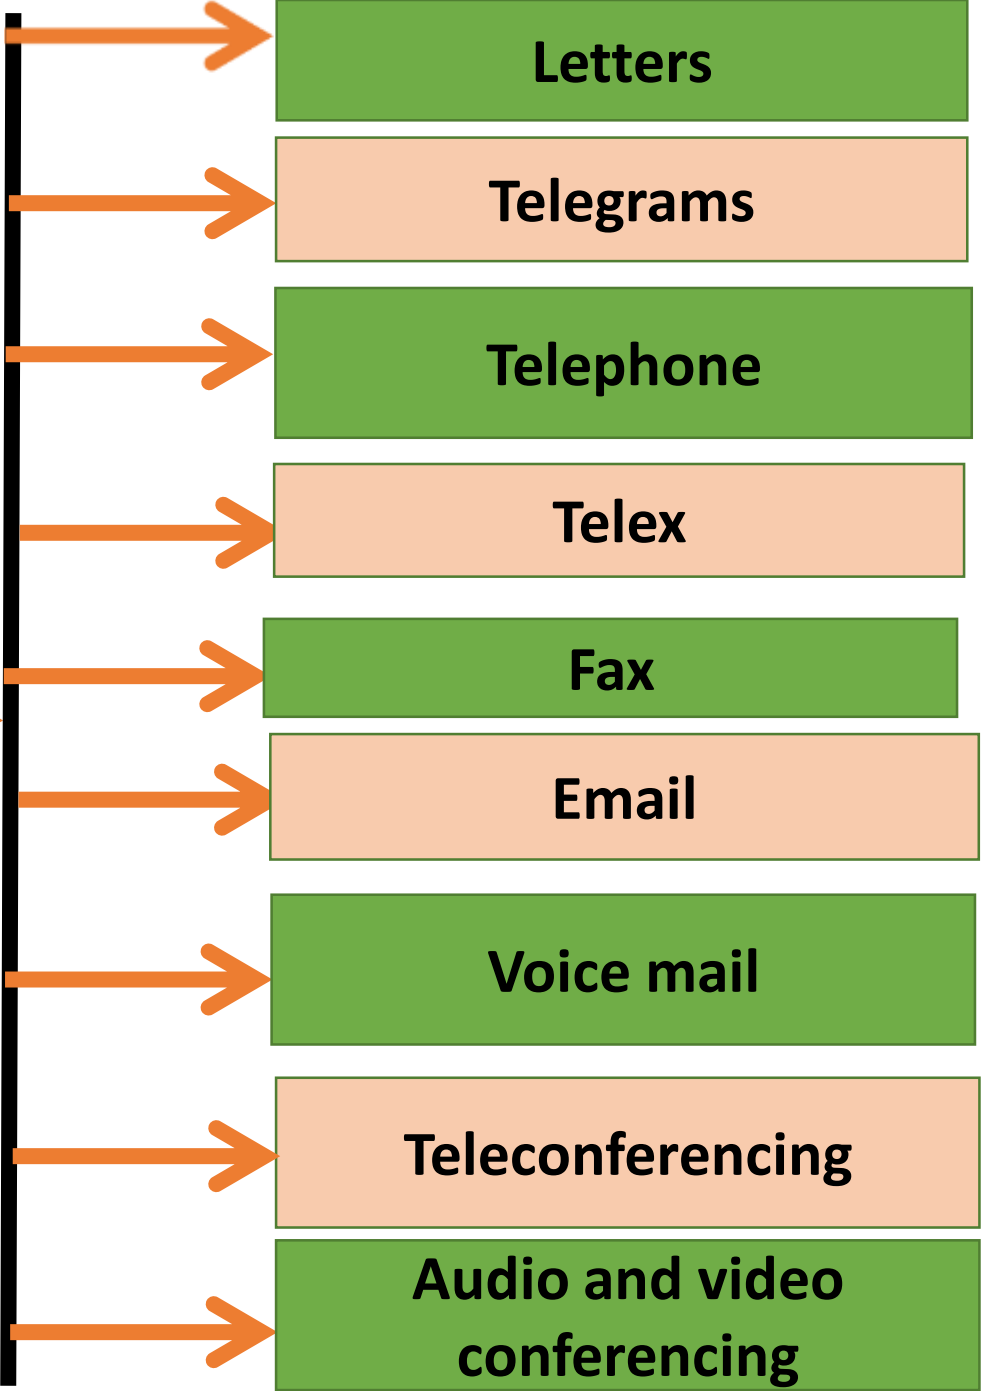 Letters
Telegrams
Telephone
Telex
Fax
Email
Voice mail
Teleconferencing
Audio and video
conferencing